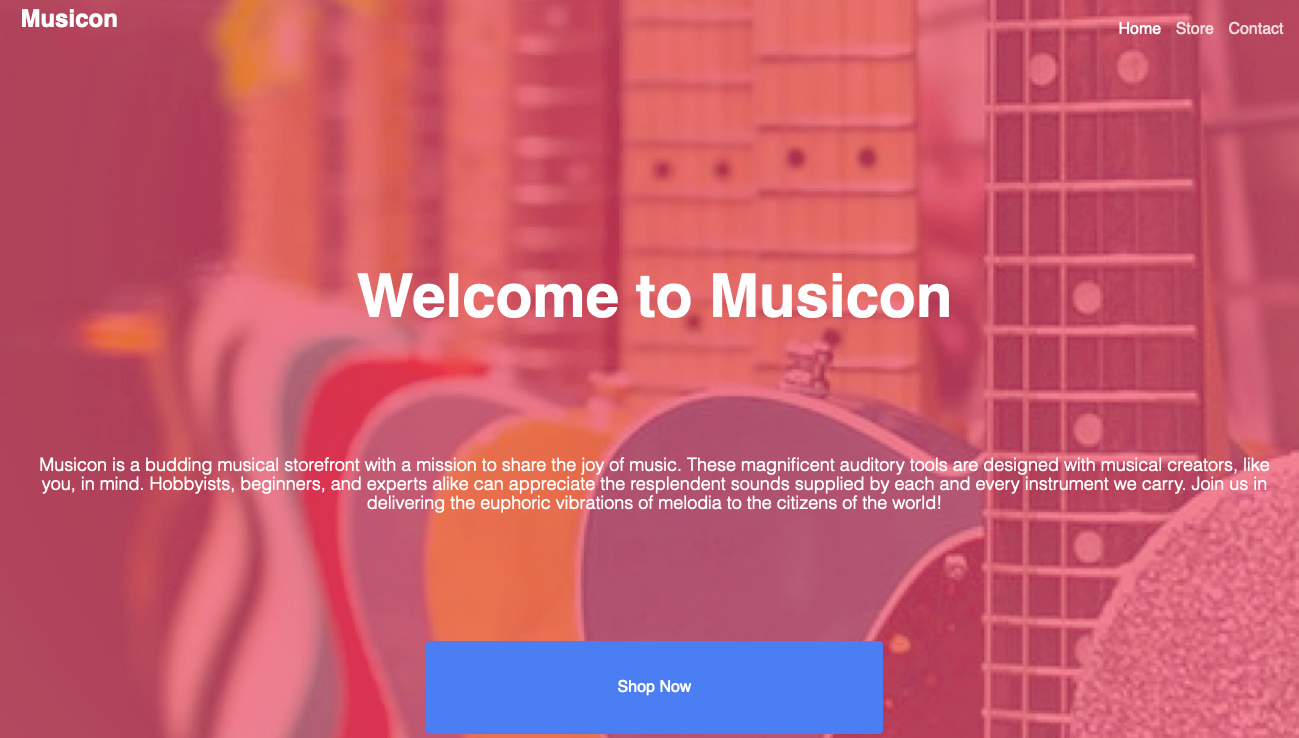 Musicon
Home Store Contact
Welcome to Musicon
Musicon is a budding musical storefront with a mission to share the joy of music. These magnificent auditory tools are designed with musical creators, like
you, in mind. Hobbyists, beginners, and experts alike can appreciate the resplendent sounds supplied by each and every instrument we carry. Join us in
delivering the euphoric vibrations of melodia to the citizens of the world!
Shop Now